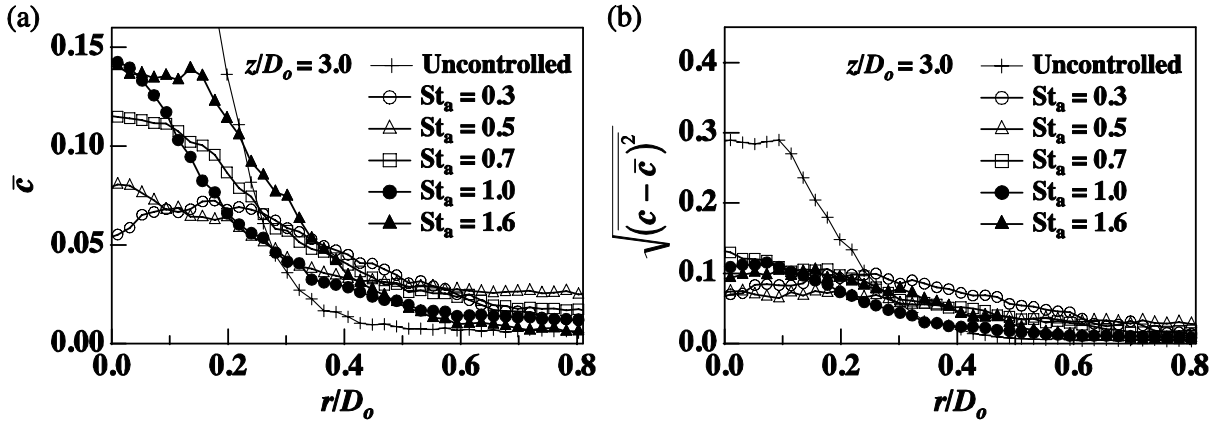 (a)
0.15
0.10
0.05
0.00
c̅
z/Dₒ = 3.0
Uncontrolled
Stₐ = 0.3
Stₐ = 0.5
Stₐ = 0.7
Stₐ = 1.0
Stₐ = 1.6
0.0 0.2 0.4 0.6 0.8
r/Dₒ
(b)
0.4
0.3
0.2
0.1
0.0
√(c − c̅)²
z/Dₒ = 3.0
Uncontrolled
Stₐ = 0.3
Stₐ = 0.5
Stₐ = 0.7
Stₐ = 1.0
Stₐ = 1.6
0.0 0.2 0.4 0.6 0.8
r/Dₒ